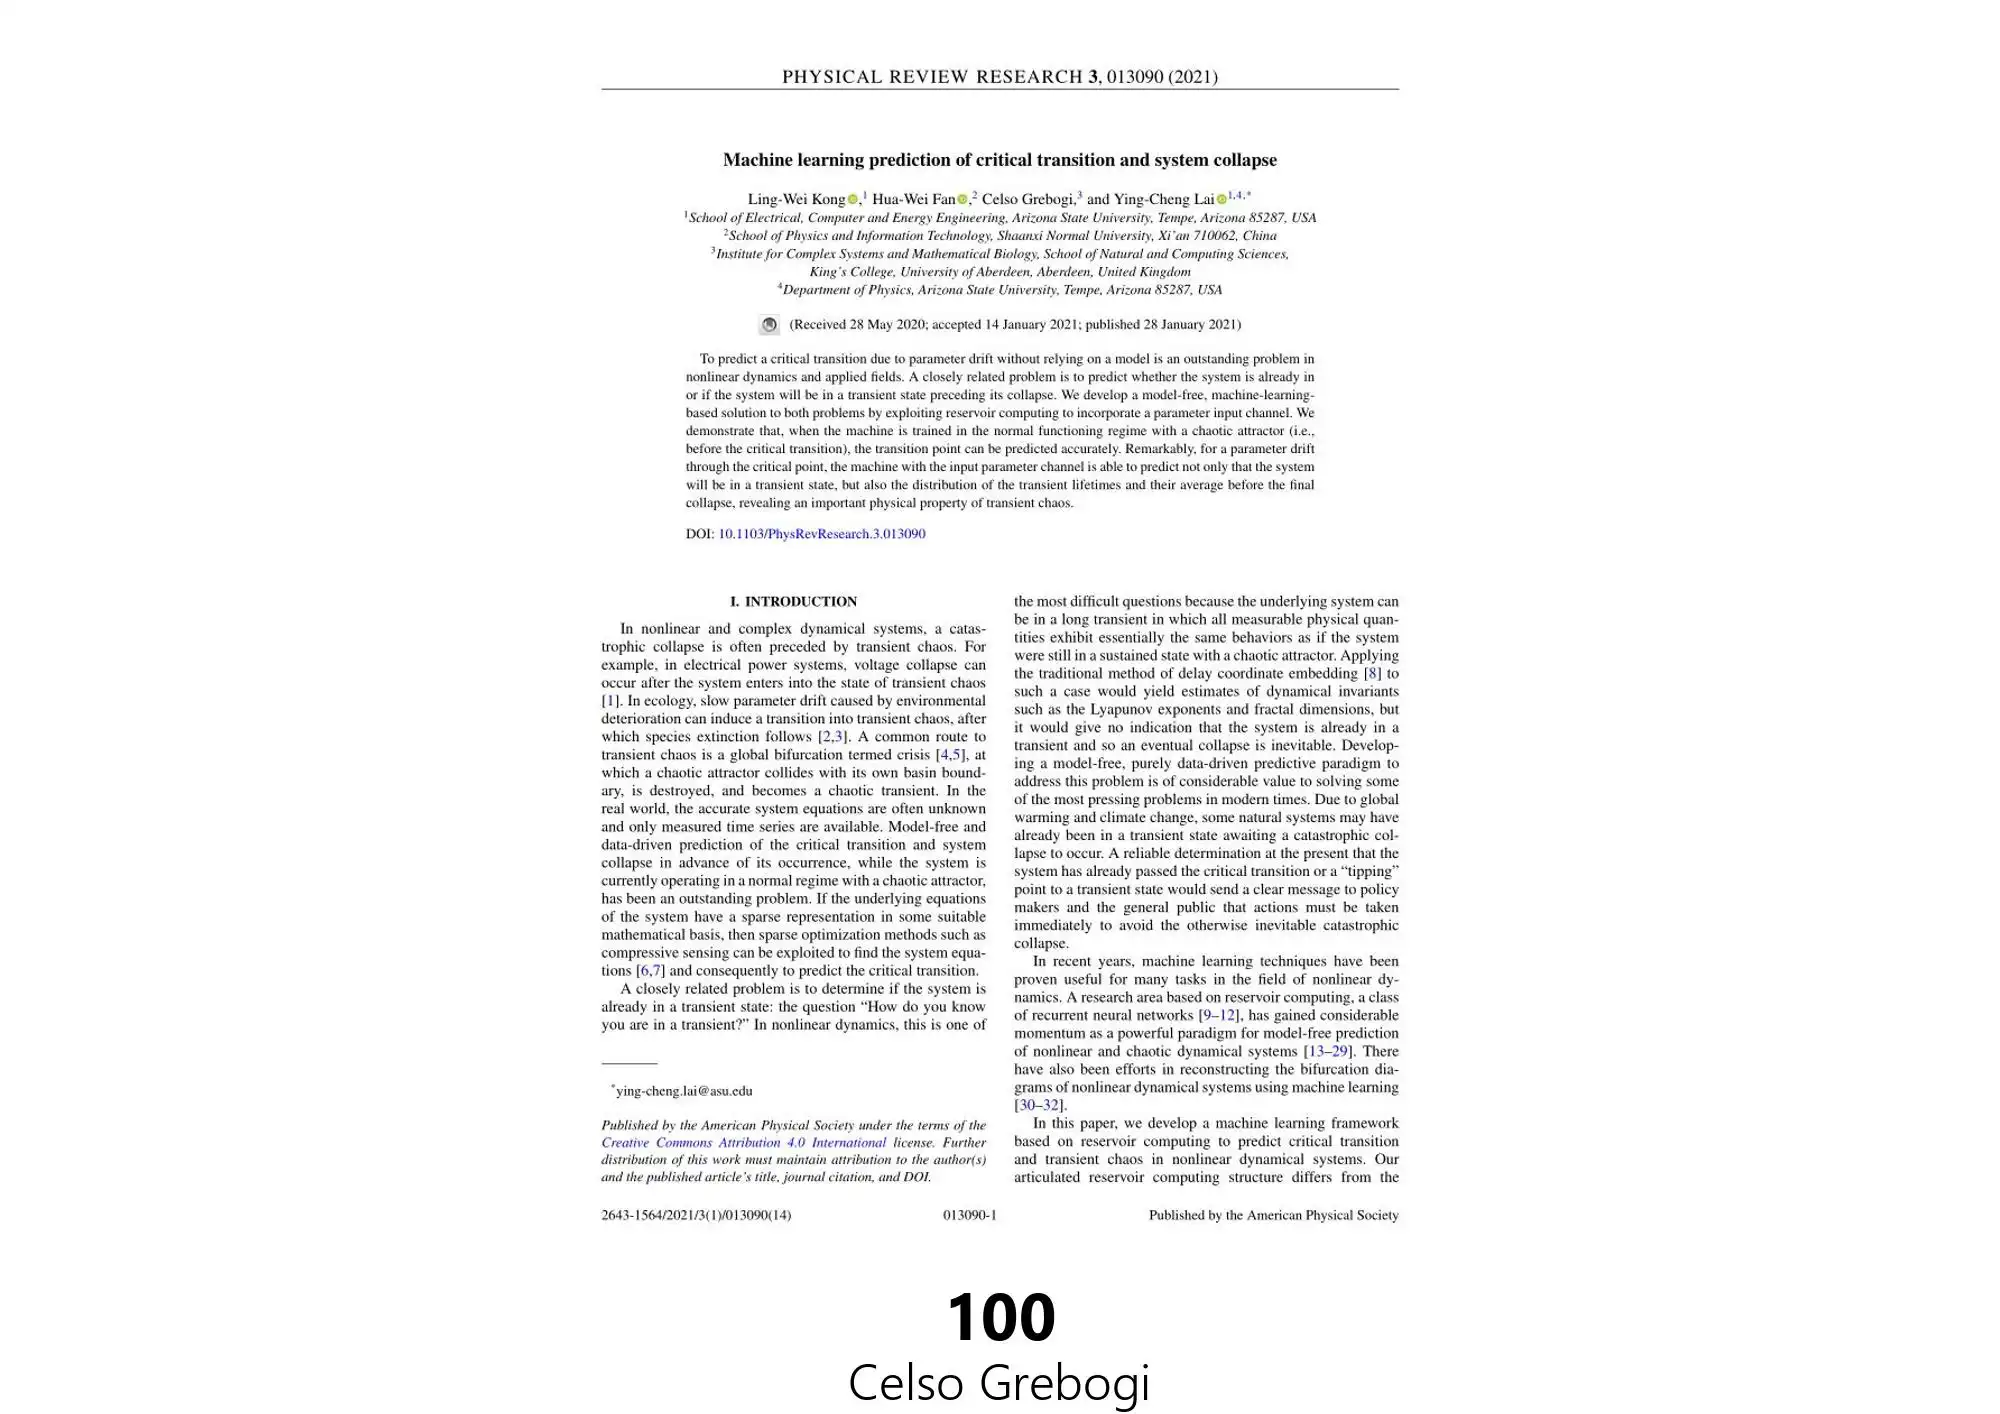 PHYSICAL REVIEW RESEARCH 3, 013090 (2021)
Machine learning prediction of critical transition and system collapse
Ling-Wei Kong,1 Hua-Wei Fan,2 Celso Grebogi,3 and Ying-Cheng Lai1,4,*
1School of Electrical, Computer and Energy Engineering, Arizona State University, Tempe, Arizona 85287, USA
2School of Physics and Information Technology, Shaanxi Normal University, Xi’an 710062, China
3Institute for Complex Systems and Mathematical Biology, School of Natural and Computing Sciences,
King’s College, University of Aberdeen, Aberdeen, United Kingdom
4Department of Physics, Arizona State University, Tempe, Arizona 85287, USA
(Received 28 May 2020; accepted 14 January 2021; published 28 January 2021)
To predict a critical transition due to parameter drift without relying on a model is an outstanding problem in
nonlinear dynamics and applied fields. A closely related problem is to predict whether the system is already in
or if the system will be in a transient state preceding its collapse. We develop a model-free, machine-learning-
based solution to both problems by exploiting reservoir computing to incorporate a parameter input channel. We
demonstrate that, when the machine is trained in the normal functioning regime with a chaotic attractor (i.e.,
before the critical transition), the transition point can be predicted accurately. Remarkably, for a parameter drift
through the critical point, the machine with the input parameter channel is able to predict not only that the system
will be in a transient state, but also the distribution of the transient lifetimes and their average before the final
collapse, revealing an important physical property of transient chaos.
DOI: 10.1103/PhysRevResearch.3.013090
I. INTRODUCTION
In nonlinear and complex dynamical systems, a catas-
trophic collapse is often preceded by transient chaos. For
example, in electrical power systems, voltage collapse can
occur after the system enters into the state of transient chaos
[1]. In ecology, slow parameter drift caused by environmental
deterioration can induce a transition into transient chaos, after
which species extinction follows [2,3]. A common route to
transient chaos is a global bifurcation termed crisis [4,5], at
which a chaotic attractor collides with its own basin bound-
ary, is destroyed, and becomes a chaotic transient. In the
real world, the accurate system equations are often unknown
and only measured time series are available. Model-free and
data-driven prediction of the critical transition and system
collapse in advance of its occurrence, while the system is
currently operating in a normal regime with a chaotic attractor,
has been an outstanding problem. If the underlying equations
of the system have a sparse representation in some suitable
mathematical basis, then sparse optimization methods such as
compressive sensing can be exploited to find the system equa-
tions [6,7] and consequently to predict the critical transition.
A closely related problem is to determine if the system is
already in a transient state: the question “How do you know
you are in a transient?” In nonlinear dynamics, this is one of
*ying-cheng.lai@asu.edu
Published by the American Physical Society under the terms of the
Creative Commons Attribution 4.0 International license. Further
distribution of this work must maintain attribution to the author(s)
and the published article’s title, journal citation, and DOI.
the most difficult questions because the underlying system can
be in a long transient in which all measurable physical quan-
tities exhibit essentially the same behaviors as if the system
were still in a sustained state with a chaotic attractor. Applying
the traditional method of delay coordinate embedding [8] to
such a case would yield estimates of dynamical invariants
such as the Lyapunov exponents and fractal dimensions, but
it would give no indication that the system is already in a
transient and so an eventual collapse is inevitable. Develop-
ing a model-free, purely data-driven predictive paradigm to
address this problem is of considerable value to solving some
of the most pressing problems in modern times. Due to global
warming and climate change, some natural systems may have
already been in a transient state awaiting a catastrophic col-
lapse to occur. A reliable determination at the present that the
system has already passed the critical transition or a “tipping”
point to a transient state would send a clear message to policy
makers and the general public that actions must be taken
immediately to avoid the otherwise inevitable catastrophic
collapse.
In recent years, machine learning techniques have been
proven useful for many tasks in the field of nonlinear dy-
namics. A research area based on reservoir computing, a class
of recurrent neural networks [9–12], has gained considerable
momentum as a powerful paradigm for model-free prediction
of nonlinear and chaotic dynamical systems [13–29]. There
have also been efforts in reconstructing the bifurcation dia-
grams of nonlinear dynamical systems using machine learning
[30–32].
In this paper, we develop a machine learning framework
based on reservoir computing to predict critical transition
and transient chaos in nonlinear dynamical systems. Our
articulated reservoir computing structure differs from the
2643-1564/2021/3(1)/013090(14)
013090-1
Published by the American Physical Society
100
Celso Grebogi